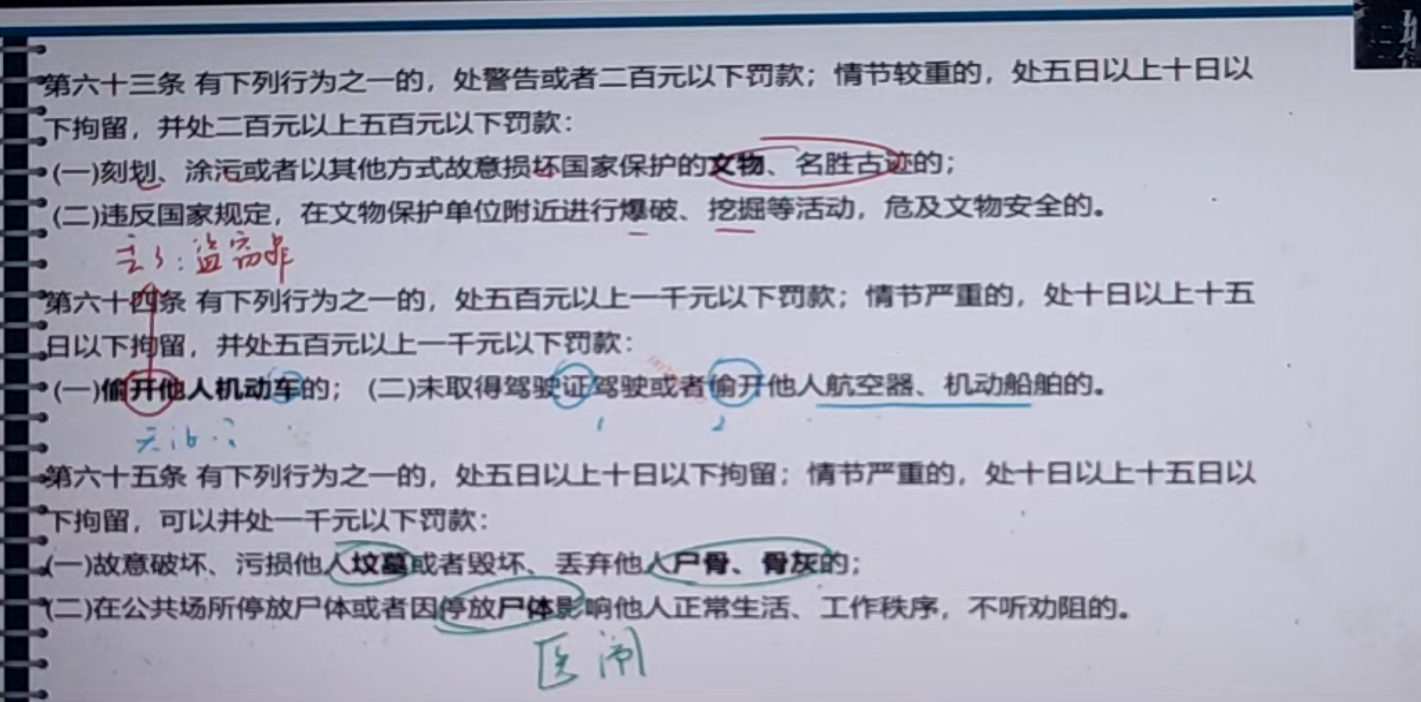 第六十三条 有下列行为之一的，处警告或者二百元以下罚款；情节较重的，处五日以上十日以
下拘留，并处二百元以上五百元以下罚款：
(一)刻划、涂污或者以其他方式故意损坏国家保护的文物、名胜古迹的；
(二)违反国家规定，在文物保护单位附近进行爆破、挖掘等活动，危及文物安全的。
第六十四条 有下列行为之一的，处五百元以上一千元以下罚款；情节严重的，处十日以上十五
日以下拘留，并处五百元以上一千元以下罚款：
(一)偷开他人机动车的；(二)未取得驾驶证驾驶或者偷开他人航空器、机动船舶的。
1 2
第六十五条 有下列行为之一的，处五日以上十日以下拘留；情节严重的，处十日以上十五日以
下拘留，可以并处一千元以下罚款：
(一)故意破坏、污损他人坟墓或者毁坏、丢弃他人尸骨、骨灰的；
(二)在公共场所停放尸体或者因停放尸体影响他人正常生活、工作秩序，不听劝阻的。
医闹